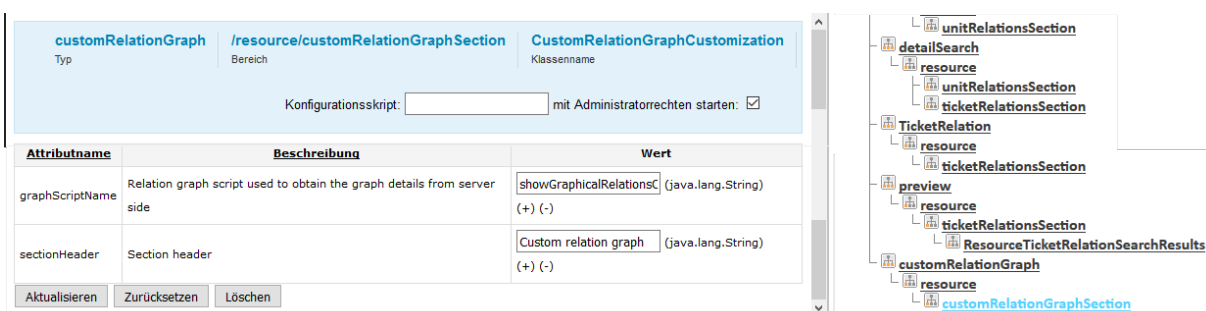 customRelationGraph /resource/customRelationGraphSection CustomRelationGraphCustomization
Typ Bereich Klassenname
Konfigurationsskript: mit Administratorrechten starten:
Attributname Beschreibung Wert
graphScriptName Relation graph script used to obtain the graph details from server side showGraphicalRelationsG (java.lang.String)
(+) (-)
sectionHeader Section header Custom relation graph (java.lang.String)
(+) (-)
Aktualisieren Zurücksetzen Löschen
unitRelationsSection
detailSearch
resource
unitRelationsSection
ticketRelationsSection
TicketRelation
resource
ticketRelationsSection
preview
resource
ticketRelationsSection
ResourceTicketRelationSearchResults
customRelationGraph
resource
customRelationGraphSection